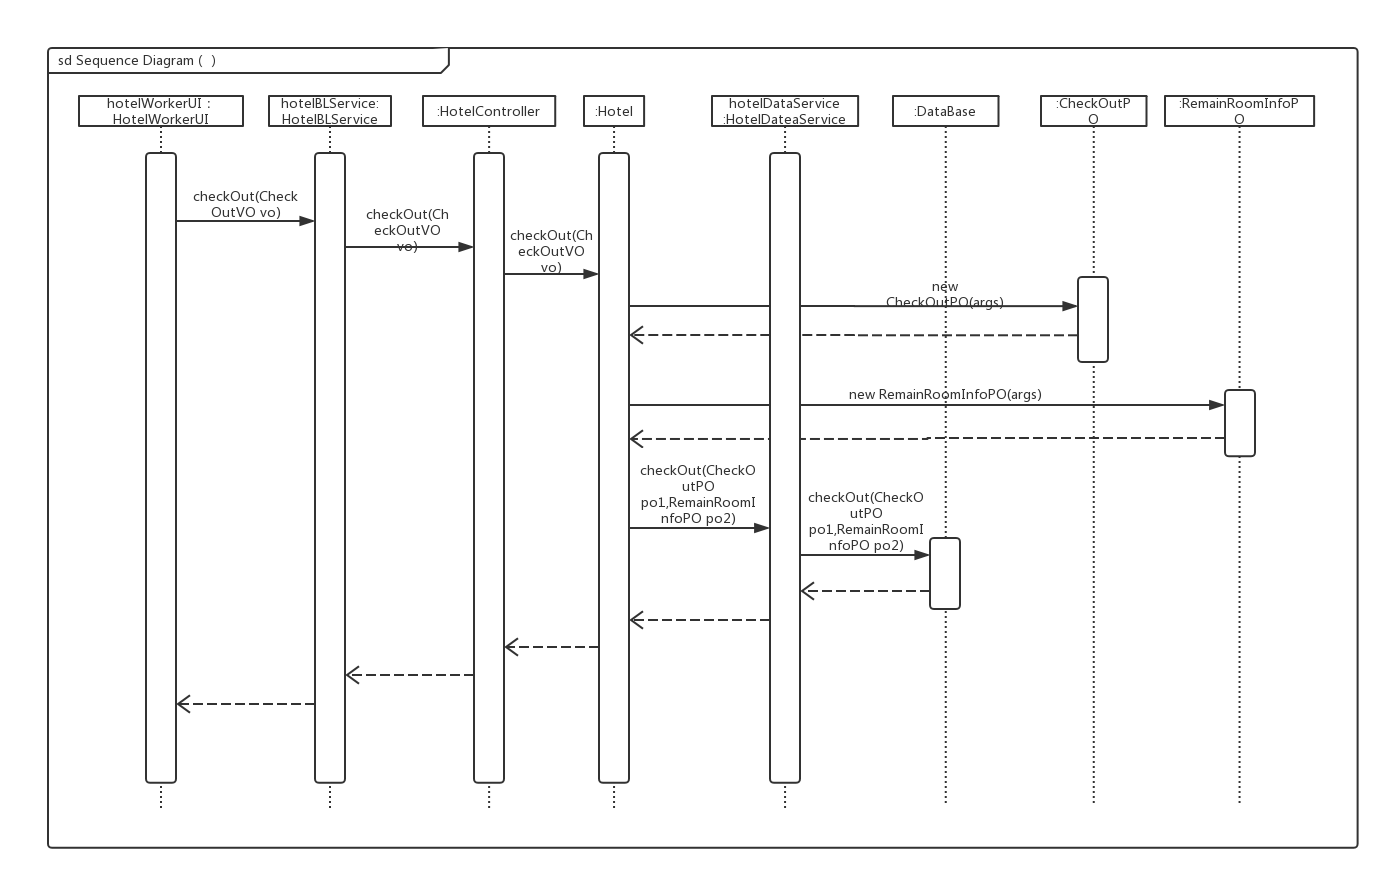 sd Sequence Diagram (  )
hotelWorkerUI :
HotelWorkerUI
hotelBLService:
HotelBLService
:HotelController
:Hotel
hotelDataService
:HotelDateaService
:DataBase
:CheckOutP
O
:RemainRoomInfoP
O
checkOut(Check
OutVO vo)
checkOut(Ch
eckOutVO
vo)
checkOut(Ch
eckOutVO
vo)
new
CheckOutPO(args)
new RemainRoomInfoPO(args)
checkOut(CheckO
utPO
po1,RemainRoomI
nfoPO po2)
checkOut(CheckO
utPO
po1,RemainRoomI
nfoPO po2)